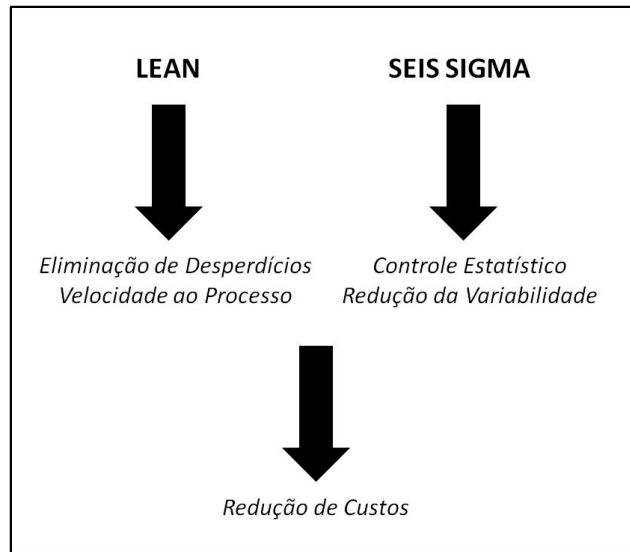 LEAN
SEIS SIGMA
Eliminação de Desperdícios
Velocidade ao Processo
Controle Estatístico
Redução da Variabilidade
Redução de Custos